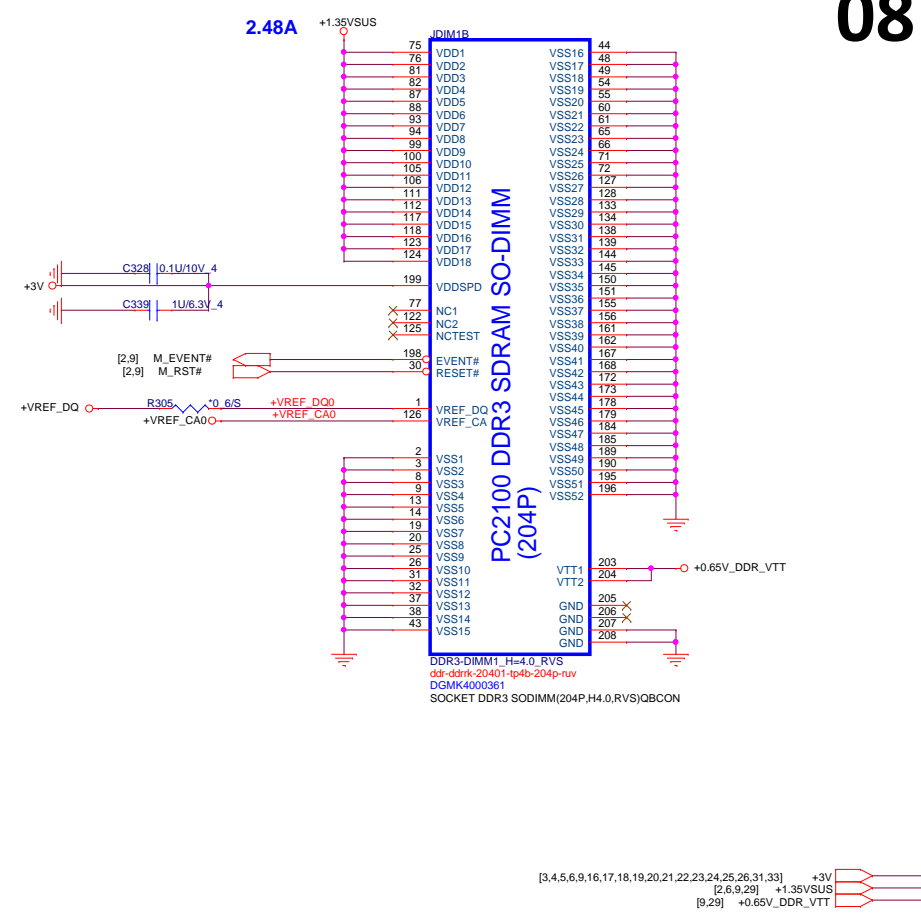 08
2.48A
+1.35VSUS
JDIM1B
75 VDD1 VSS16 44
76 VDD2 VSS17 48
81 VDD3 VSS18 49
82 VDD4 VSS19 54
87 VDD5 VSS20 55
88 VDD6 VSS21 60
93 VDD7 VSS22 61
94 VDD8 VSS23 65
99 VDD9 VSS24 66
100 VDD10 VSS25 71
105 VDD11 VSS26 72
106 VDD12 VSS27 127
111 VDD13 VSS28 128
112 VDD14 VSS29 133
117 VDD15 VSS30 134
118 VDD16 VSS31 138
123 VDD17 VSS32 139
124 VDD18 VSS33 144
VSS34 145
C328 0.1U/10V_4
+3V 199 VDDSPD VSS35 150
VSS36 151
C339 1U/6.3V_4
77 NC1 VSS37 155
122 NC2 VSS38 156
125 NCTEST VSS39 161
VSS40 162
[2,9] M_EVENT# 198 EVENT# VSS41 167
[2,9] M_RST# 30 RESET# VSS42 168
VSS43 172
VSS44 173
+VREF_DQ R305 *0_6/S +VREF_DQ0 1 VREF_DQ VSS45 178
+VREF_CA0 +VREF_CA0 126 VREF_CA VSS46 179
VSS47 184
VSS48 185
2 VSS1 VSS49 189
3 VSS2 VSS50 190
8 VSS3 VSS51 195
9 VSS4 VSS52 196
13 VSS5
14 VSS6
19 VSS7
20 VSS8
25 VSS9
26 VSS10 VTT1 203 +0.65V_DDR_VTT
31 VSS11 VTT2 204
32 VSS12
37 VSS13 GND 205
38 VSS14 GND 206
43 VSS15 GND 207
GND 208
PC2100 DDR3 SDRAM SO-DIMM
(204P)
DDR3-DIMM1_H=4.0_RVS
ddr-ddrrk-20401-tp4b-204p-ruv
DGMK4000361
SOCKET DDR3 SODIMM(204P,H4.0,RVS)QBCON
[3,4,5,6,9,16,17,18,19,20,21,22,23,24,25,26,31,33] +3V
[2,6,9,29] +1.35VSUS
[9,29] +0.65V_DDR_VTT